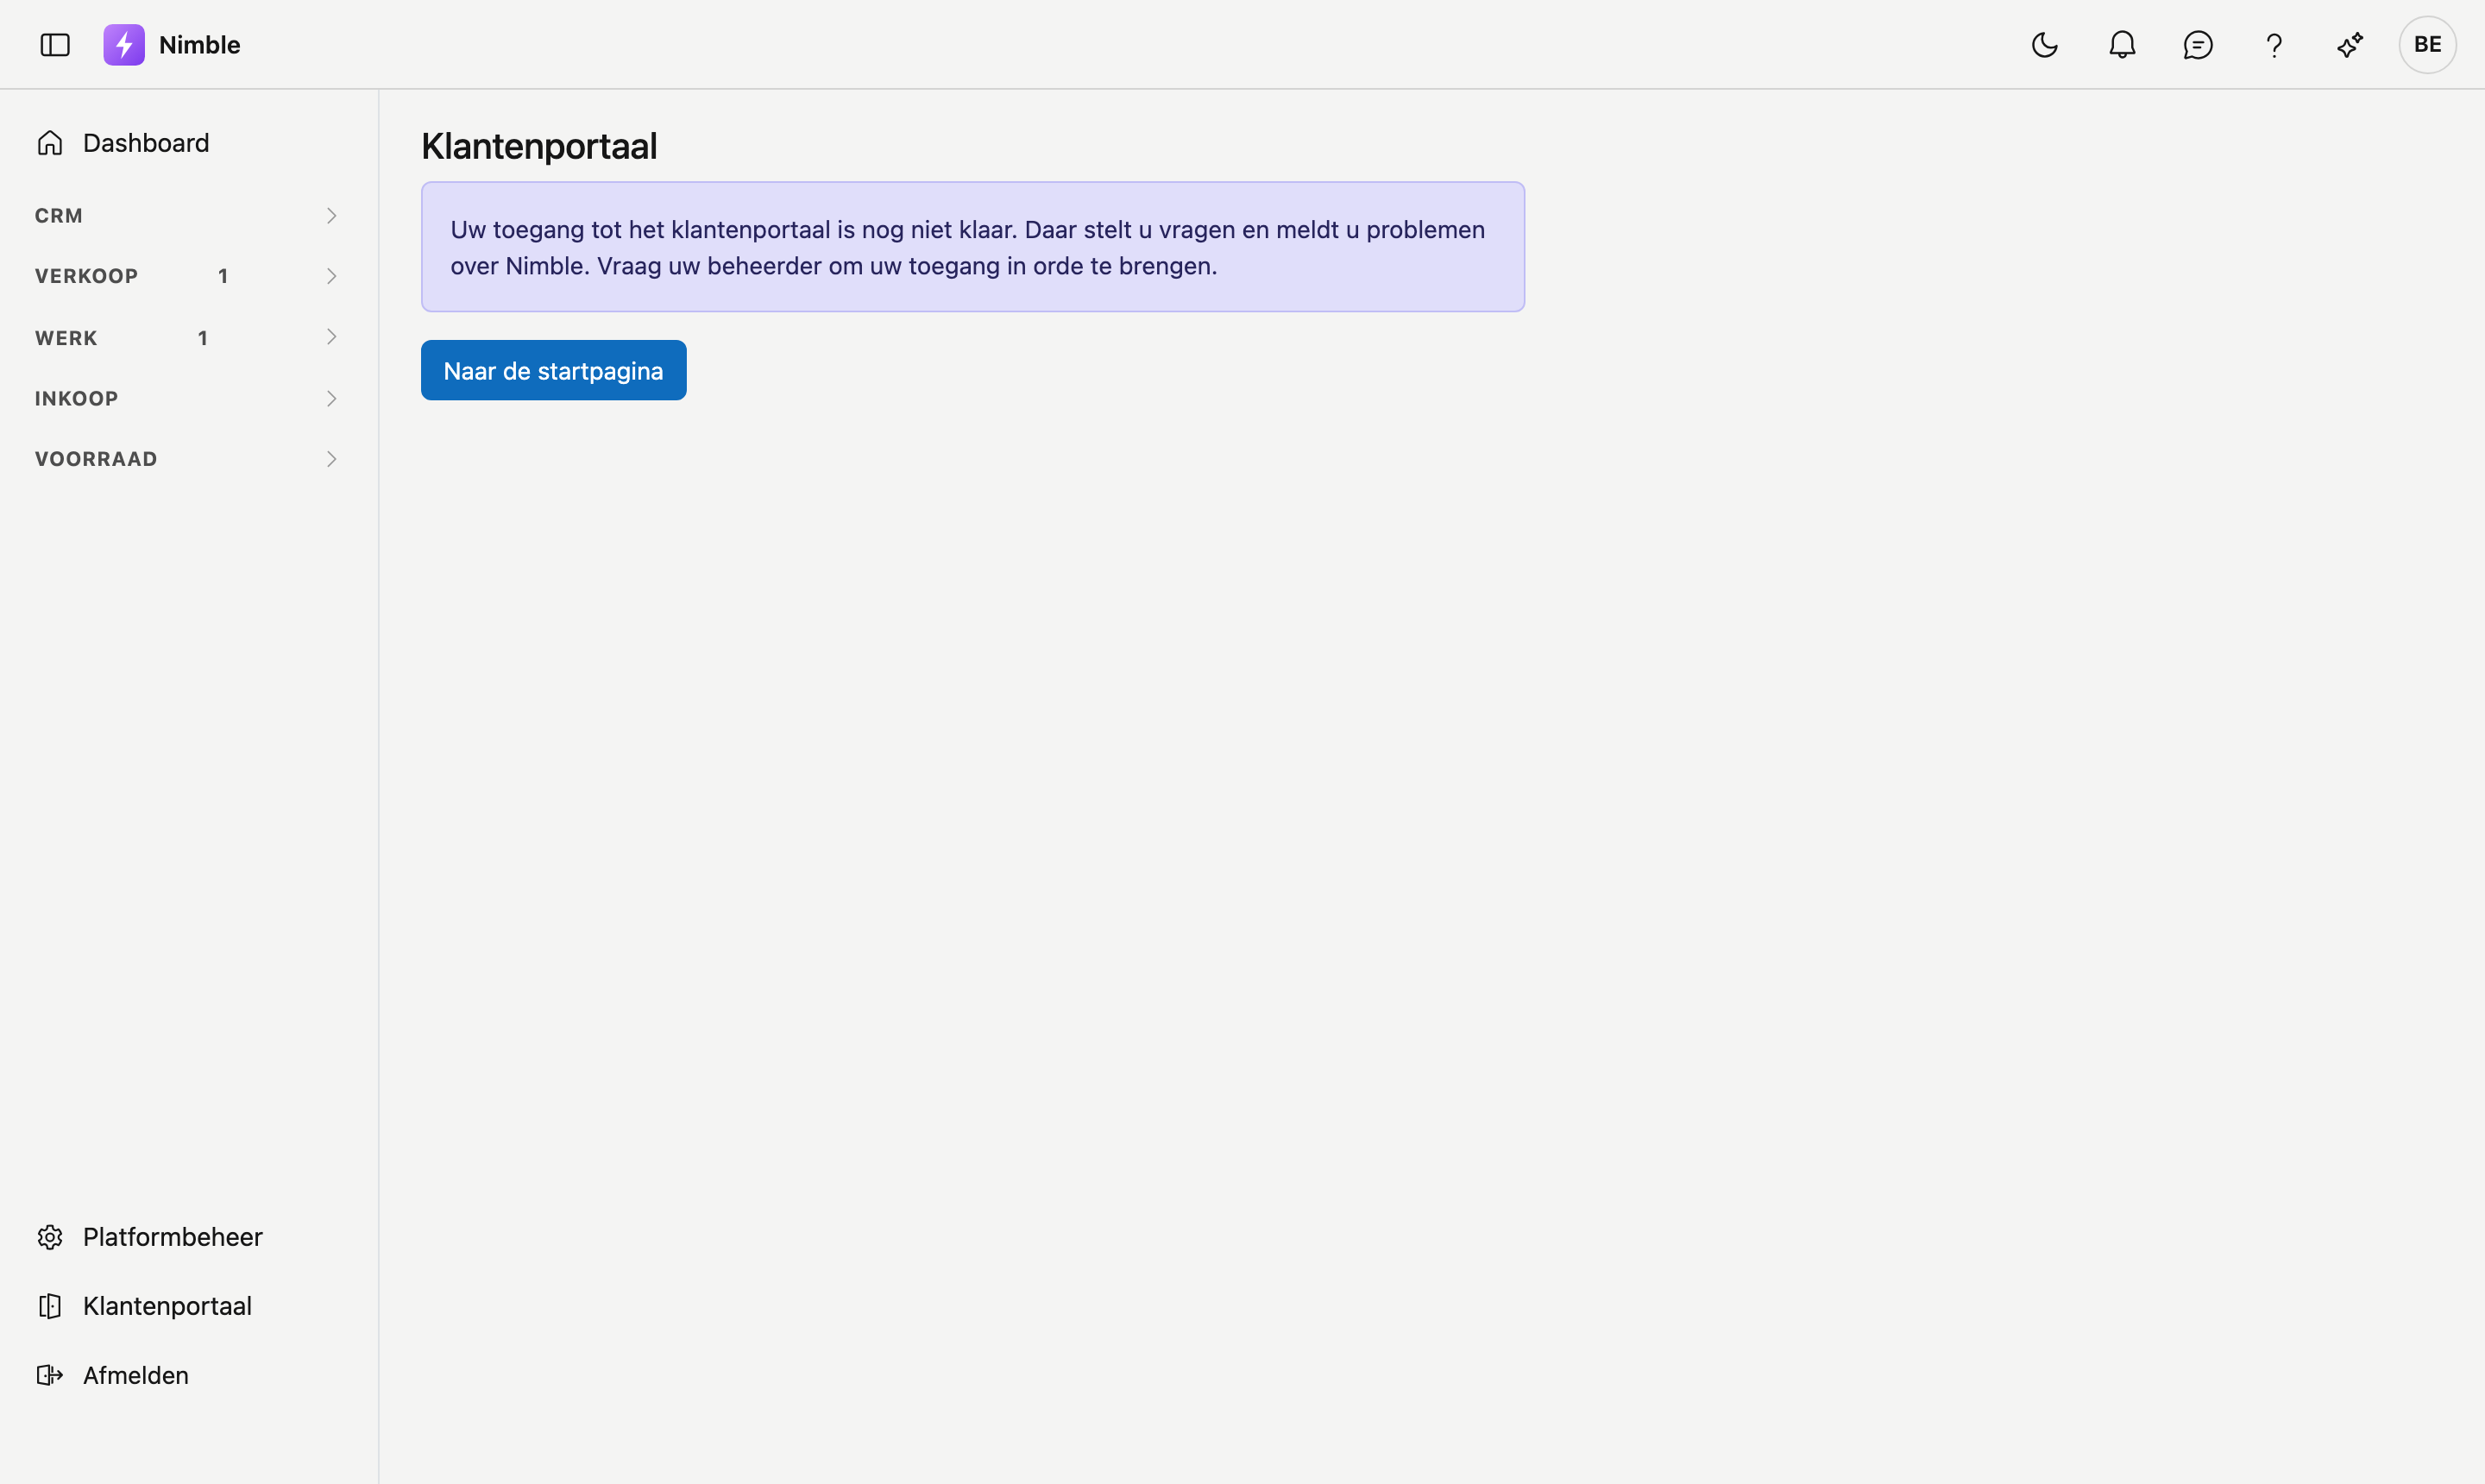 Nimble
BE
Dashboard
CRM
VERKOOP 1
WERK 1
INKOOP
VOORRAAD
Platformbeheer
Klantenportaal
Afmelden
Klantenportaal
Uw toegang tot het klantenportaal is nog niet klaar. Daar stelt u vragen en meldt u problemen
over Nimble. Vraag uw beheerder om uw toegang in orde te brengen.
Naar de startpagina